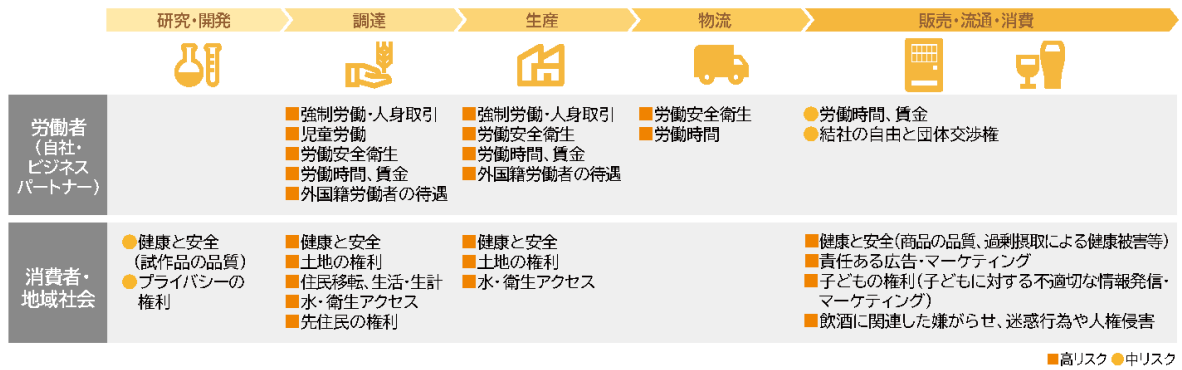 研究・開発
調達
生産
物流
販売・流通・消費
労働者
（自社・
ビジネス
パートナー）
■強制労働・人身取引
■児童労働
■労働安全衛生
■労働時間、賃金
■外国籍労働者の待遇
■強制労働・人身取引
■労働安全衛生
■労働時間、賃金
■外国籍労働者の待遇
■労働安全衛生
■労働時間
●労働時間、賃金
●結社の自由と団体交渉権
消費者・
地域社会
●健康と安全
（試作品の品質）
●プライバシーの
権利
■健康と安全
■土地の権利
■住民移転、生活・生計
■水・衛生アクセス
■先住民の権利
■健康と安全
■土地の権利
■水・衛生アクセス
■健康と安全（商品の品質、過剰摂取による健康被害等）
■責任ある広告・マーケティング
■子どもの権利（子どもに対する不適切な情報発信・
マーケティング）
■飲酒に関連した嫌がらせ、迷惑行為や人権侵害
■高リスク ●中リスク